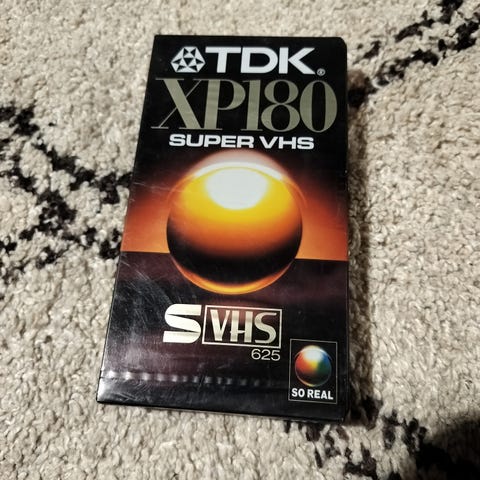 TDK®
XP180
SUPER VHS
S VHS
625
SO REAL